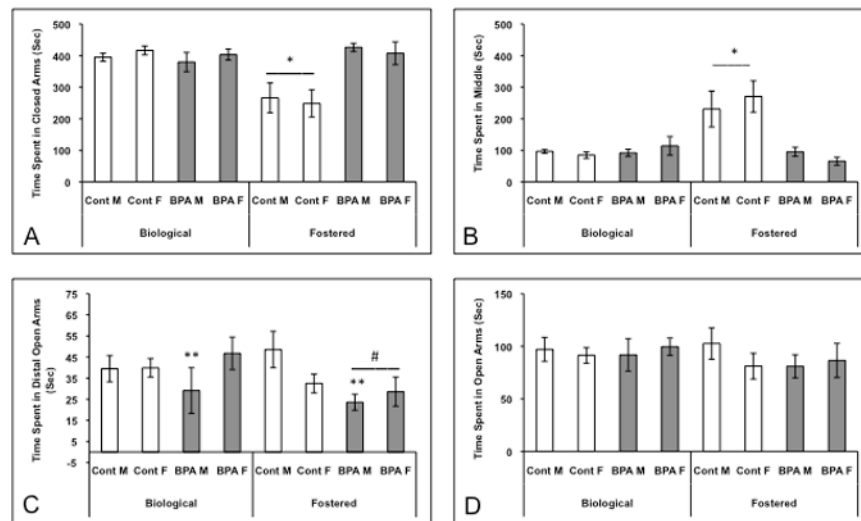 Time Spent in Closed Arms (Sec)
500
400
300
200
100
0
*
Cont M Cont F BPA M BPA F Cont M Cont F BPA M BPA F
Biological Fostered
A
Time Spent in Middle (Sec)
500
400
300
200
100
0
*
Cont M Cont F BPA M BPA F Cont M Cont F BPA M BPA F
Biological Fostered
B
Time Spent in Distal Open Arms
(Sec)
75
65
55
45
35
25
15
5
-5
**
#
**
Cont M Cont F BPA M BPA F Cont M Cont F BPA M BPA F
Biological Fostered
C
Time Spent in Open Arms (Sec)
150
100
50
0
Cont M Cont F BPA M BPA F Cont M Cont F BPA M BPA F
Biological Fostered
D